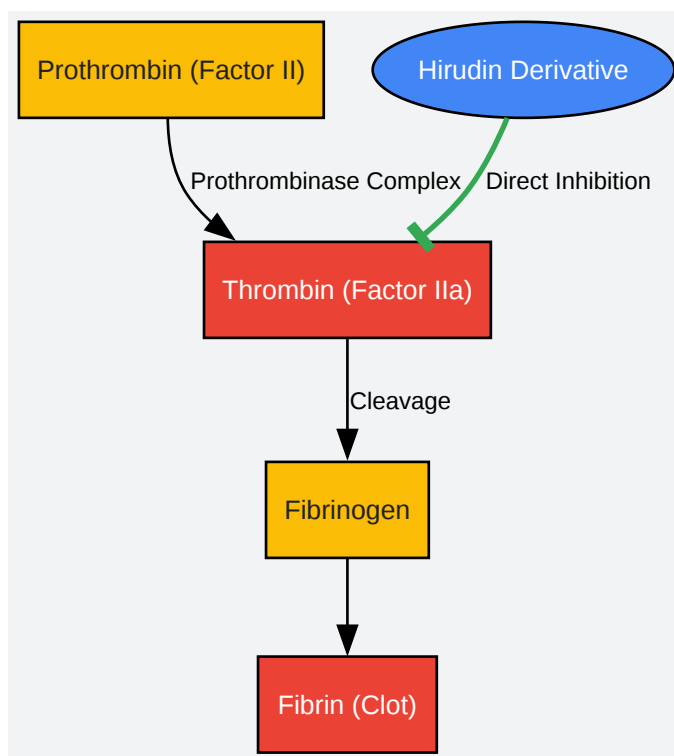 Prothrombin (Factor II)
Hirudin Derivative
Prothrombinase Complex
Direct Inhibition
Thrombin (Factor IIa)
Cleavage
Fibrinogen
Fibrin (Clot)